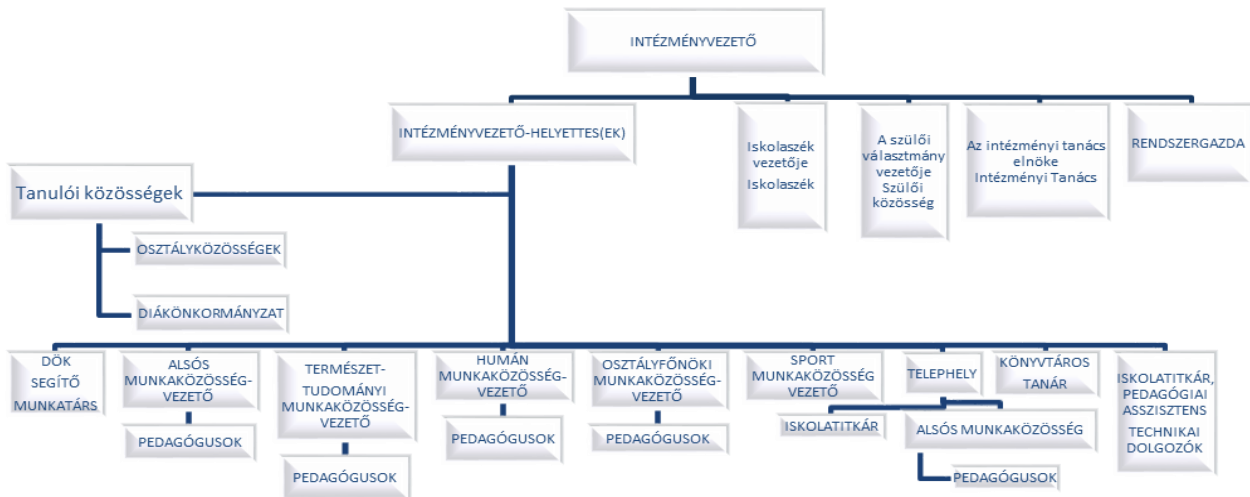 INTÉZMÉNYVEZETŐ
INTÉZMÉNYVEZETŐ-HELYETTES(EK)
Iskolaszék
vezetője
Iskolaszék
A szülői
választmány
vezetője
Szülői
közösség
Az intézményi tanács
elnöke
Intézményi Tanács
RENDSZERGAZDA
Tanulói közösségek
OSZTÁLYKÖZÖSSÉGEK
DIÁKÖNKORMÁNYZAT
DÖK
SEGÍTŐ
MUNKATÁRS
ALSÓS
MUNKAKÖZÖSSÉG-
VEZETŐ
PEDAGÓGUSOK
TERMÉSZET-
TUDOMÁNYI
MUNKAKÖZÖSSÉG-
VEZETŐ
PEDAGÓGUSOK
HUMÁN
MUNKAKÖZÖSSÉG-
VEZETŐ
PEDAGÓGUSOK
OSZTÁLYFŐNÖKI
MUNKAKÖZÖSSÉG-
VEZETŐ
PEDAGÓGUSOK
SPORT
MUNKAKÖZÖSSÉG
VEZETŐ
TELEPHELY
ISKOLATITKÁR
ALSÓS MUNKAKÖZÖSSÉG
PEDAGÓGUSOK
KÖNYVTÁROS
TANÁR
ISKOLATITKÁR,
PEDAGÓGIAI
ASSZISZTENS
TECHNIKAI
DOLGOZÓK